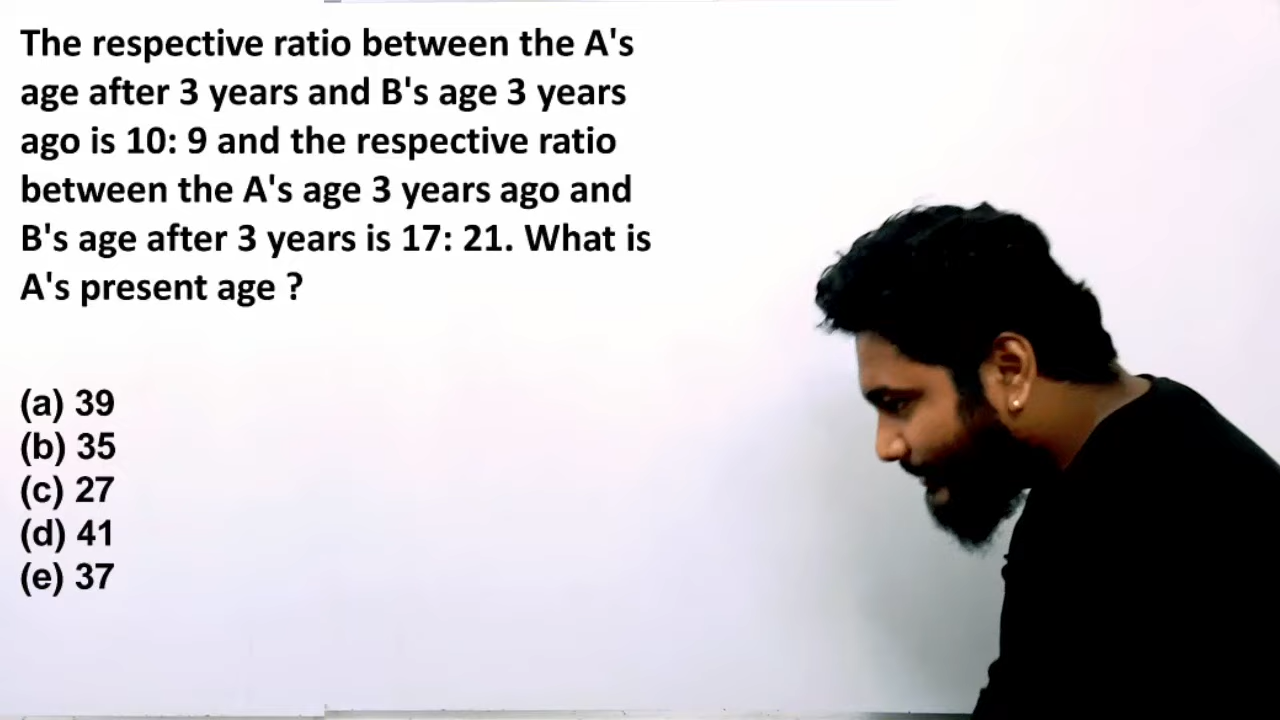 The respective ratio between the A's
age after 3 years and B's age 3 years
ago is 10: 9 and the respective ratio
between the A's age 3 years ago and
B's age after 3 years is 17: 21. What is
A's present age ?
(a) 39
(b) 35
(c) 27
(d) 41
(e) 37